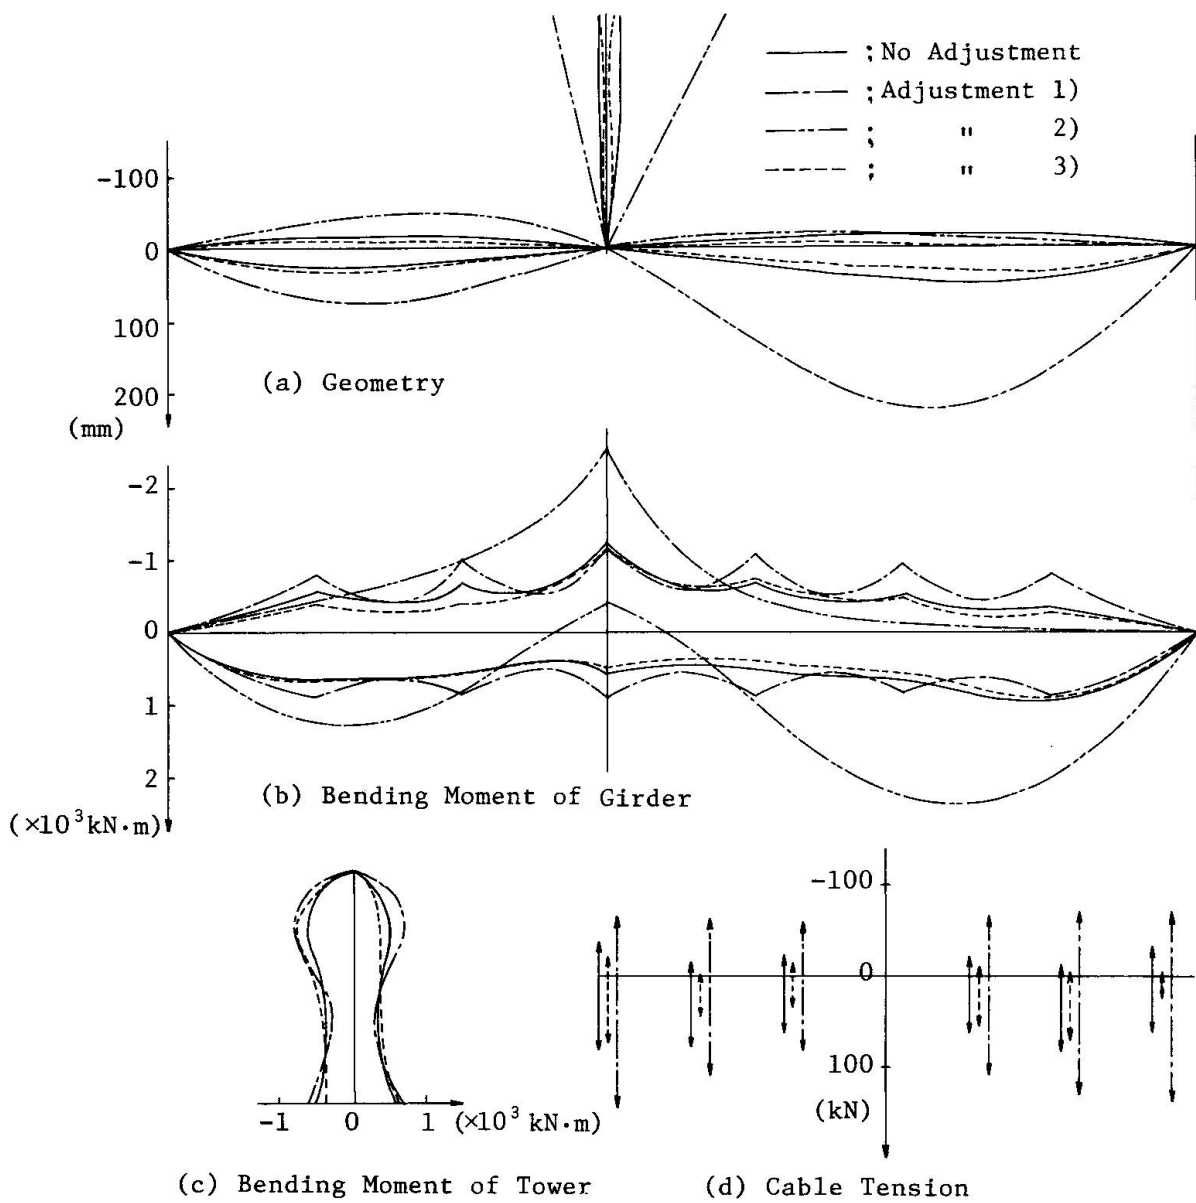 ; No Adjustment
; Adjustment 1)
; " 2)
; " 3)
-100
0
100
200
(mm)
(a) Geometry
-2
-1
0
1
2
(×10³kN·m)
(b) Bending Moment of Girder
-1 0 1 (×10³ kN·m)
(c) Bending Moment of Tower
-100
0
100
(kN)
(d) Cable Tension